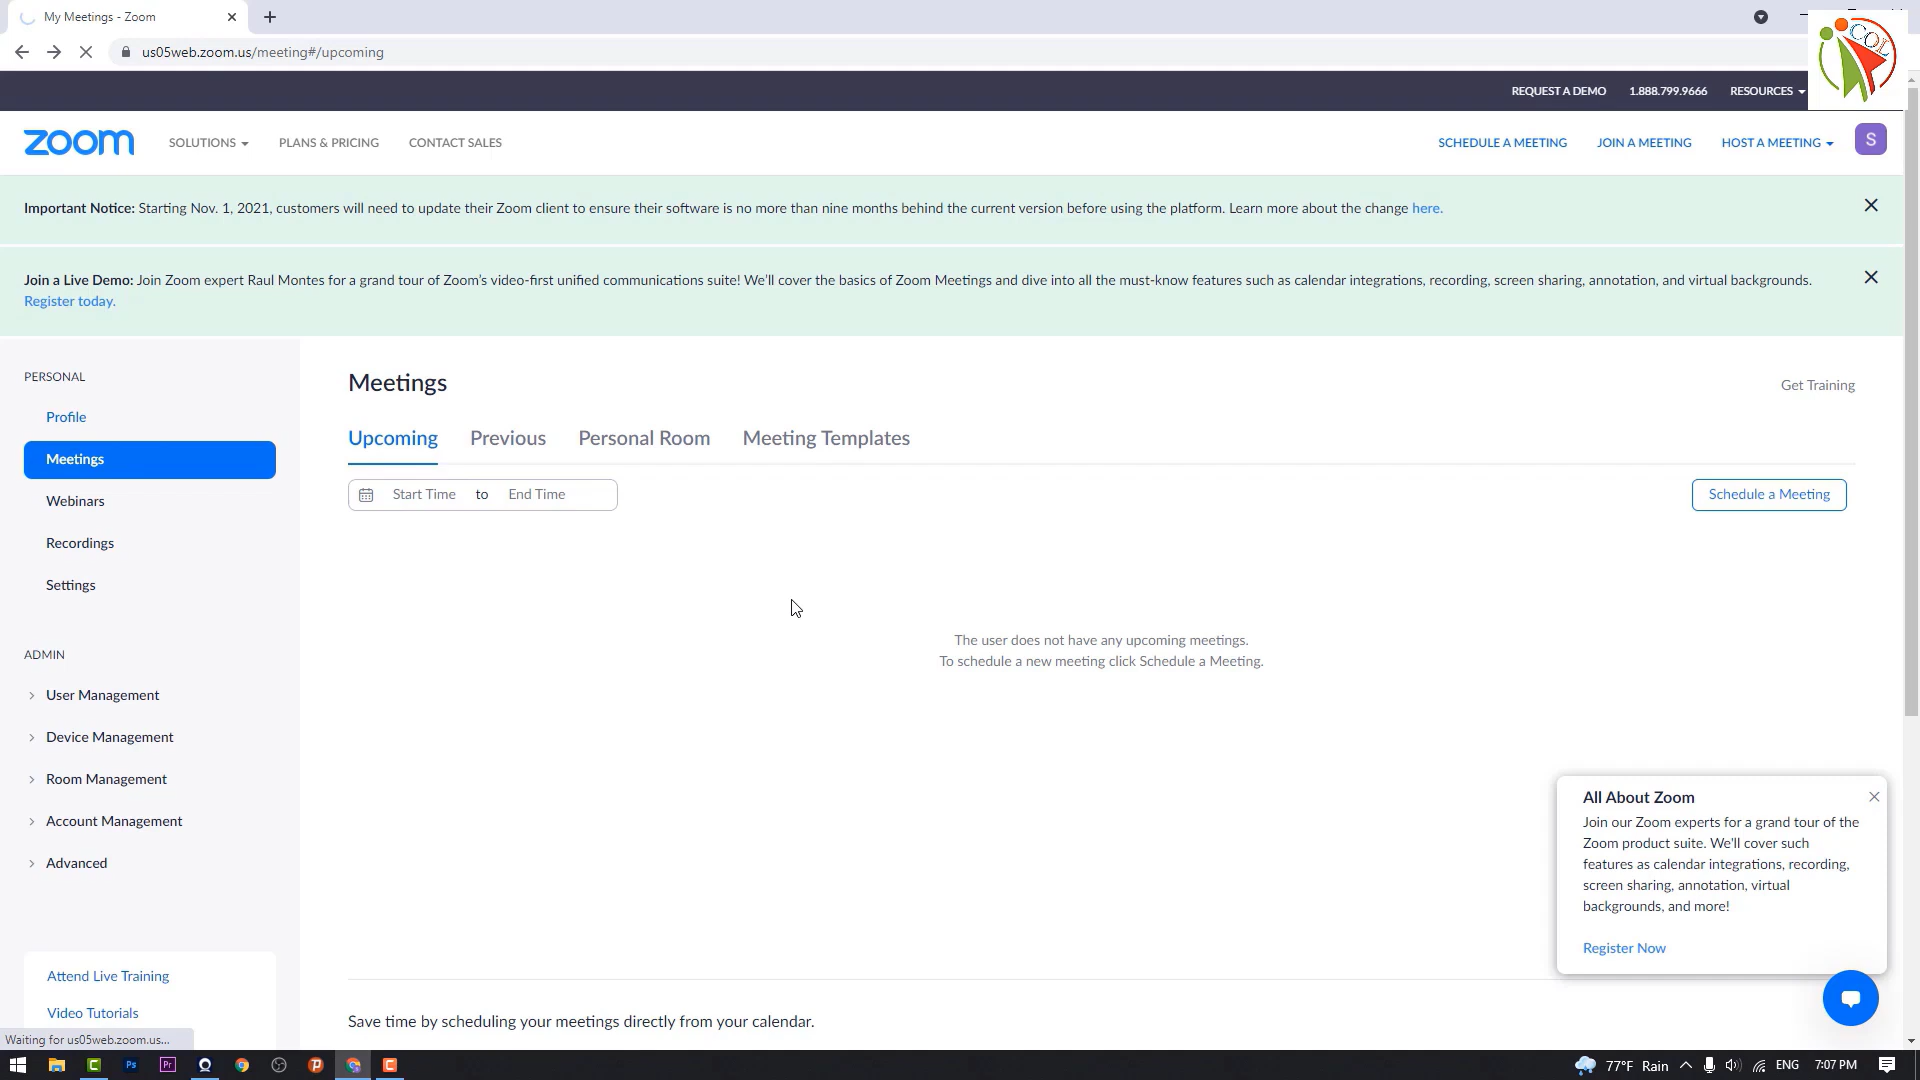 My Meetings - Zoom
us05web.zoom.us/meeting#/upcoming
COL
REQUEST A DEMO 1.888.799.9666 RESOURCES
zoom SOLUTIONS PLANS & PRICING CONTACT SALES SCHEDULE A MEETING JOIN A MEETING HOST A MEETING S
Important Notice: Starting Nov. 1, 2021, customers will need to update their Zoom client to ensure their software is no more than nine months behind the current version before using the platform. Learn more about the change here.
Join a Live Demo: Join Zoom expert Raul Montes for a grand tour of Zoom's video-first unified communications suite! We'll cover the basics of Zoom Meetings and dive into all the must-know features such as calendar integrations, recording, screen sharing, annotation, and virtual backgrounds.
Register today.
PERSONAL
Profile
Meetings
Webinars
Recordings
Settings
ADMIN
User Management
Device Management
Room Management
Account Management
Advanced
Attend Live Training
Video Tutorials
Meetings
Get Training
Upcoming Previous Personal Room Meeting Templates
Start Time to End Time
Schedule a Meeting
The user does not have any upcoming meetings.
To schedule a new meeting click Schedule a Meeting.
All About Zoom
Join our Zoom experts for a grand tour of the
Zoom product suite. We'll cover such
features as calendar integrations, recording,
screen sharing, annotation, virtual
backgrounds, and more!
Register Now
Save time by scheduling your meetings directly from your calendar.
Waiting for us05web.zoom.us...
Ps Pr 77°F Rain ENG 7:07 PM